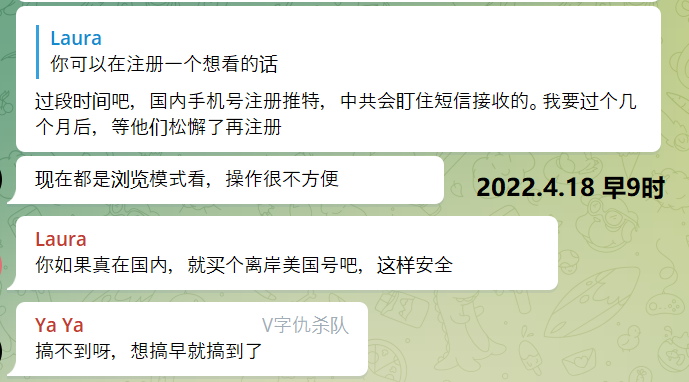 Laura
你可以在注册一个想看的话
过段时间吧，国内手机号注册推特，中共会盯住短信接收的。我要过个几
个月后，等他们松懈了再注册
现在都是浏览模式看，操作很不方便
2022.4.18 早9时
Laura
你如果真在国内，就买个离岸美国号吧，这样安全
Ya Ya V字仇杀队
搞不到呀，想搞早就搞到了